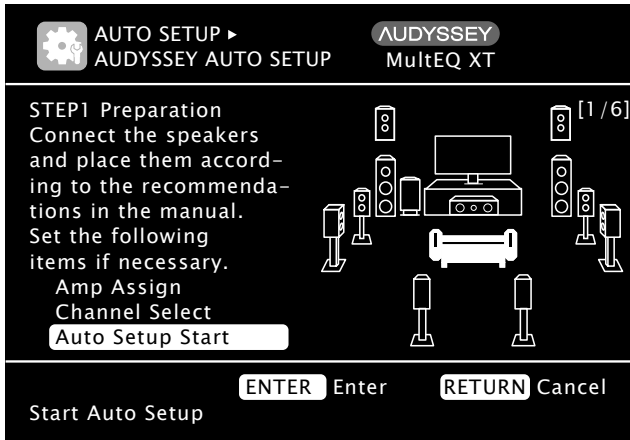 AUTO SETUP ▸
AUDYSSEY AUTO SETUP
AUDYSSEY
MultEQ XT
[1/6]
STEP1 Preparation
Connect the speakers
and place them accord–
ing to the recommenda–
tions in the manual.
Set the following
items if necessary.
Amp Assign
Channel Select
Auto Setup Start
ENTER Enter
RETURN Cancel
Start Auto Setup